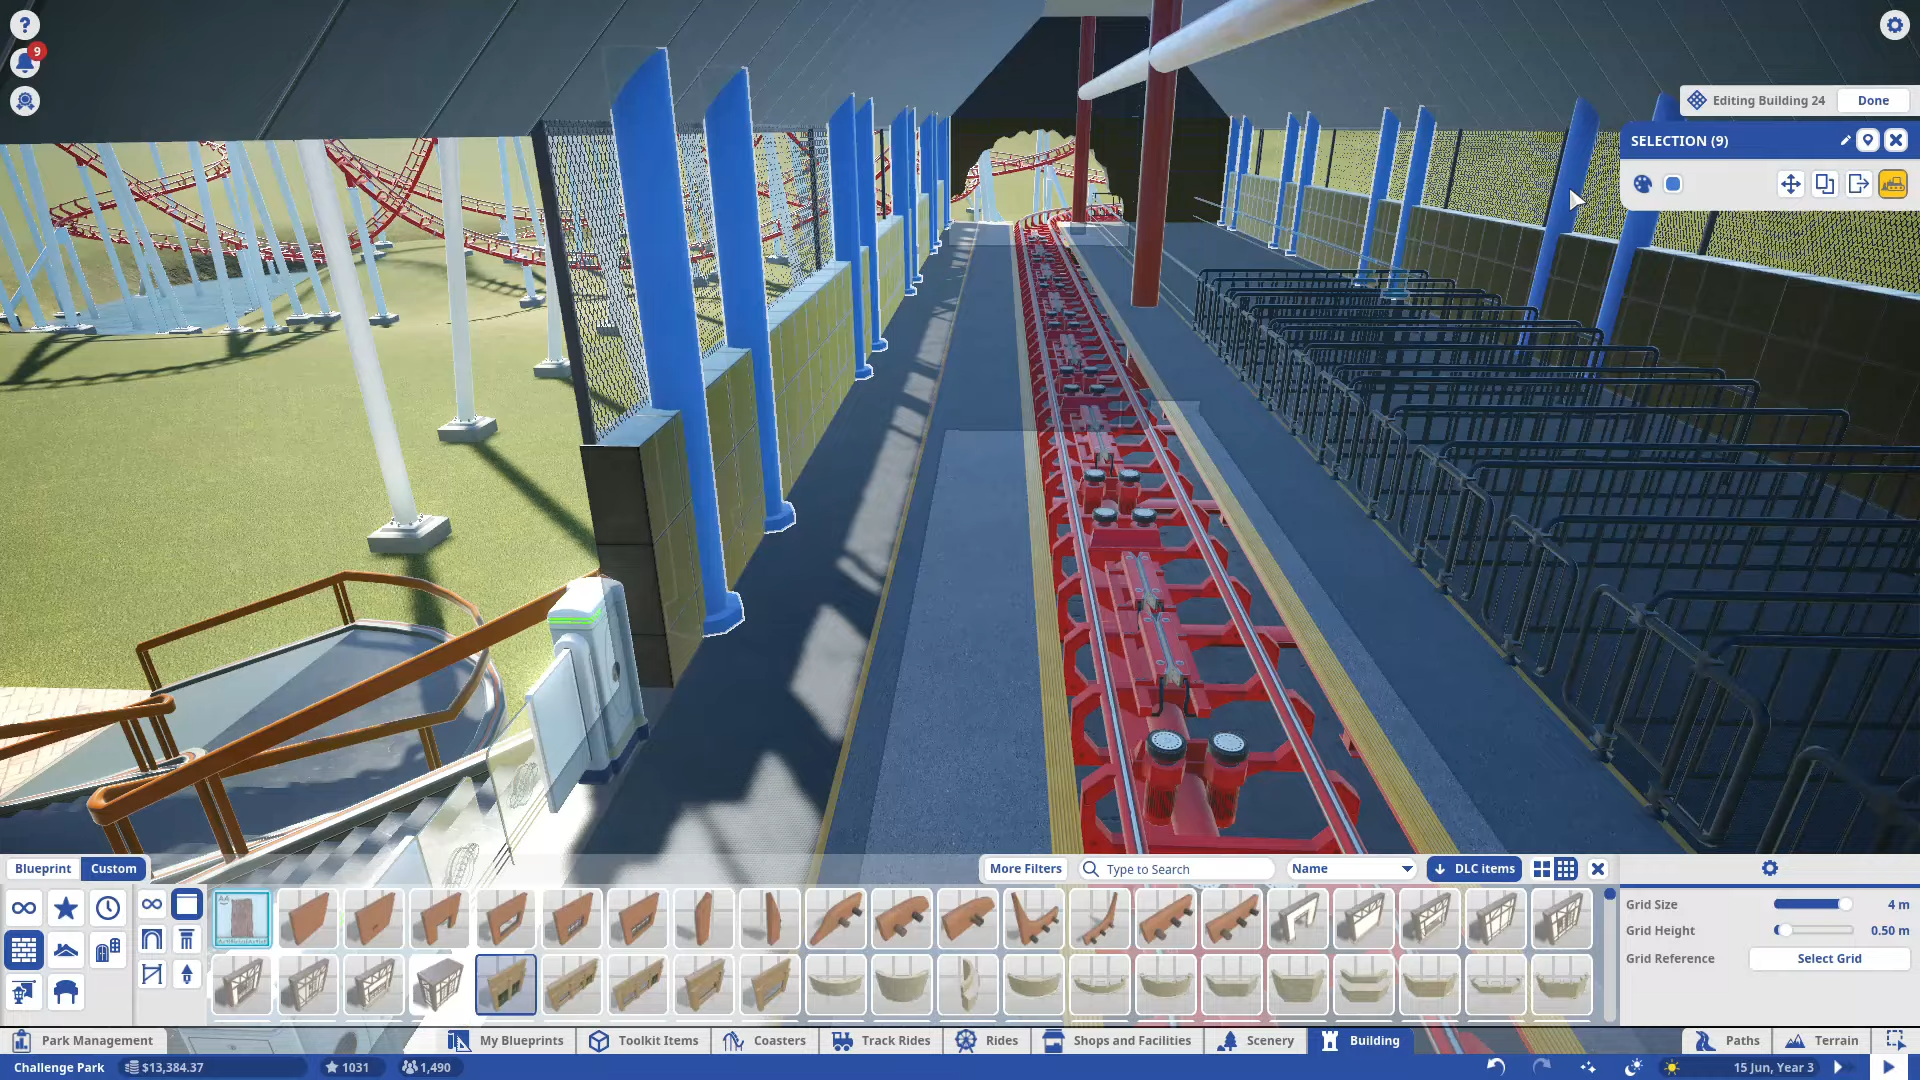 ?
9
Editing Building 24
Done
SELECTION (9)
Blueprint
Custom
More Filters
Type to Search
Name
DLC items
Grid Size
4 m
Grid Height
0.50 m
Grid Reference
Select Grid
AA
Park Management
My Blueprints
Toolkit Items
Coasters
Track Rides
Rides
Shops and Facilities
Scenery
Building
Paths
Terrain
Challenge Park
$13,384.37
1031
1,490
15 Jun, Year 3